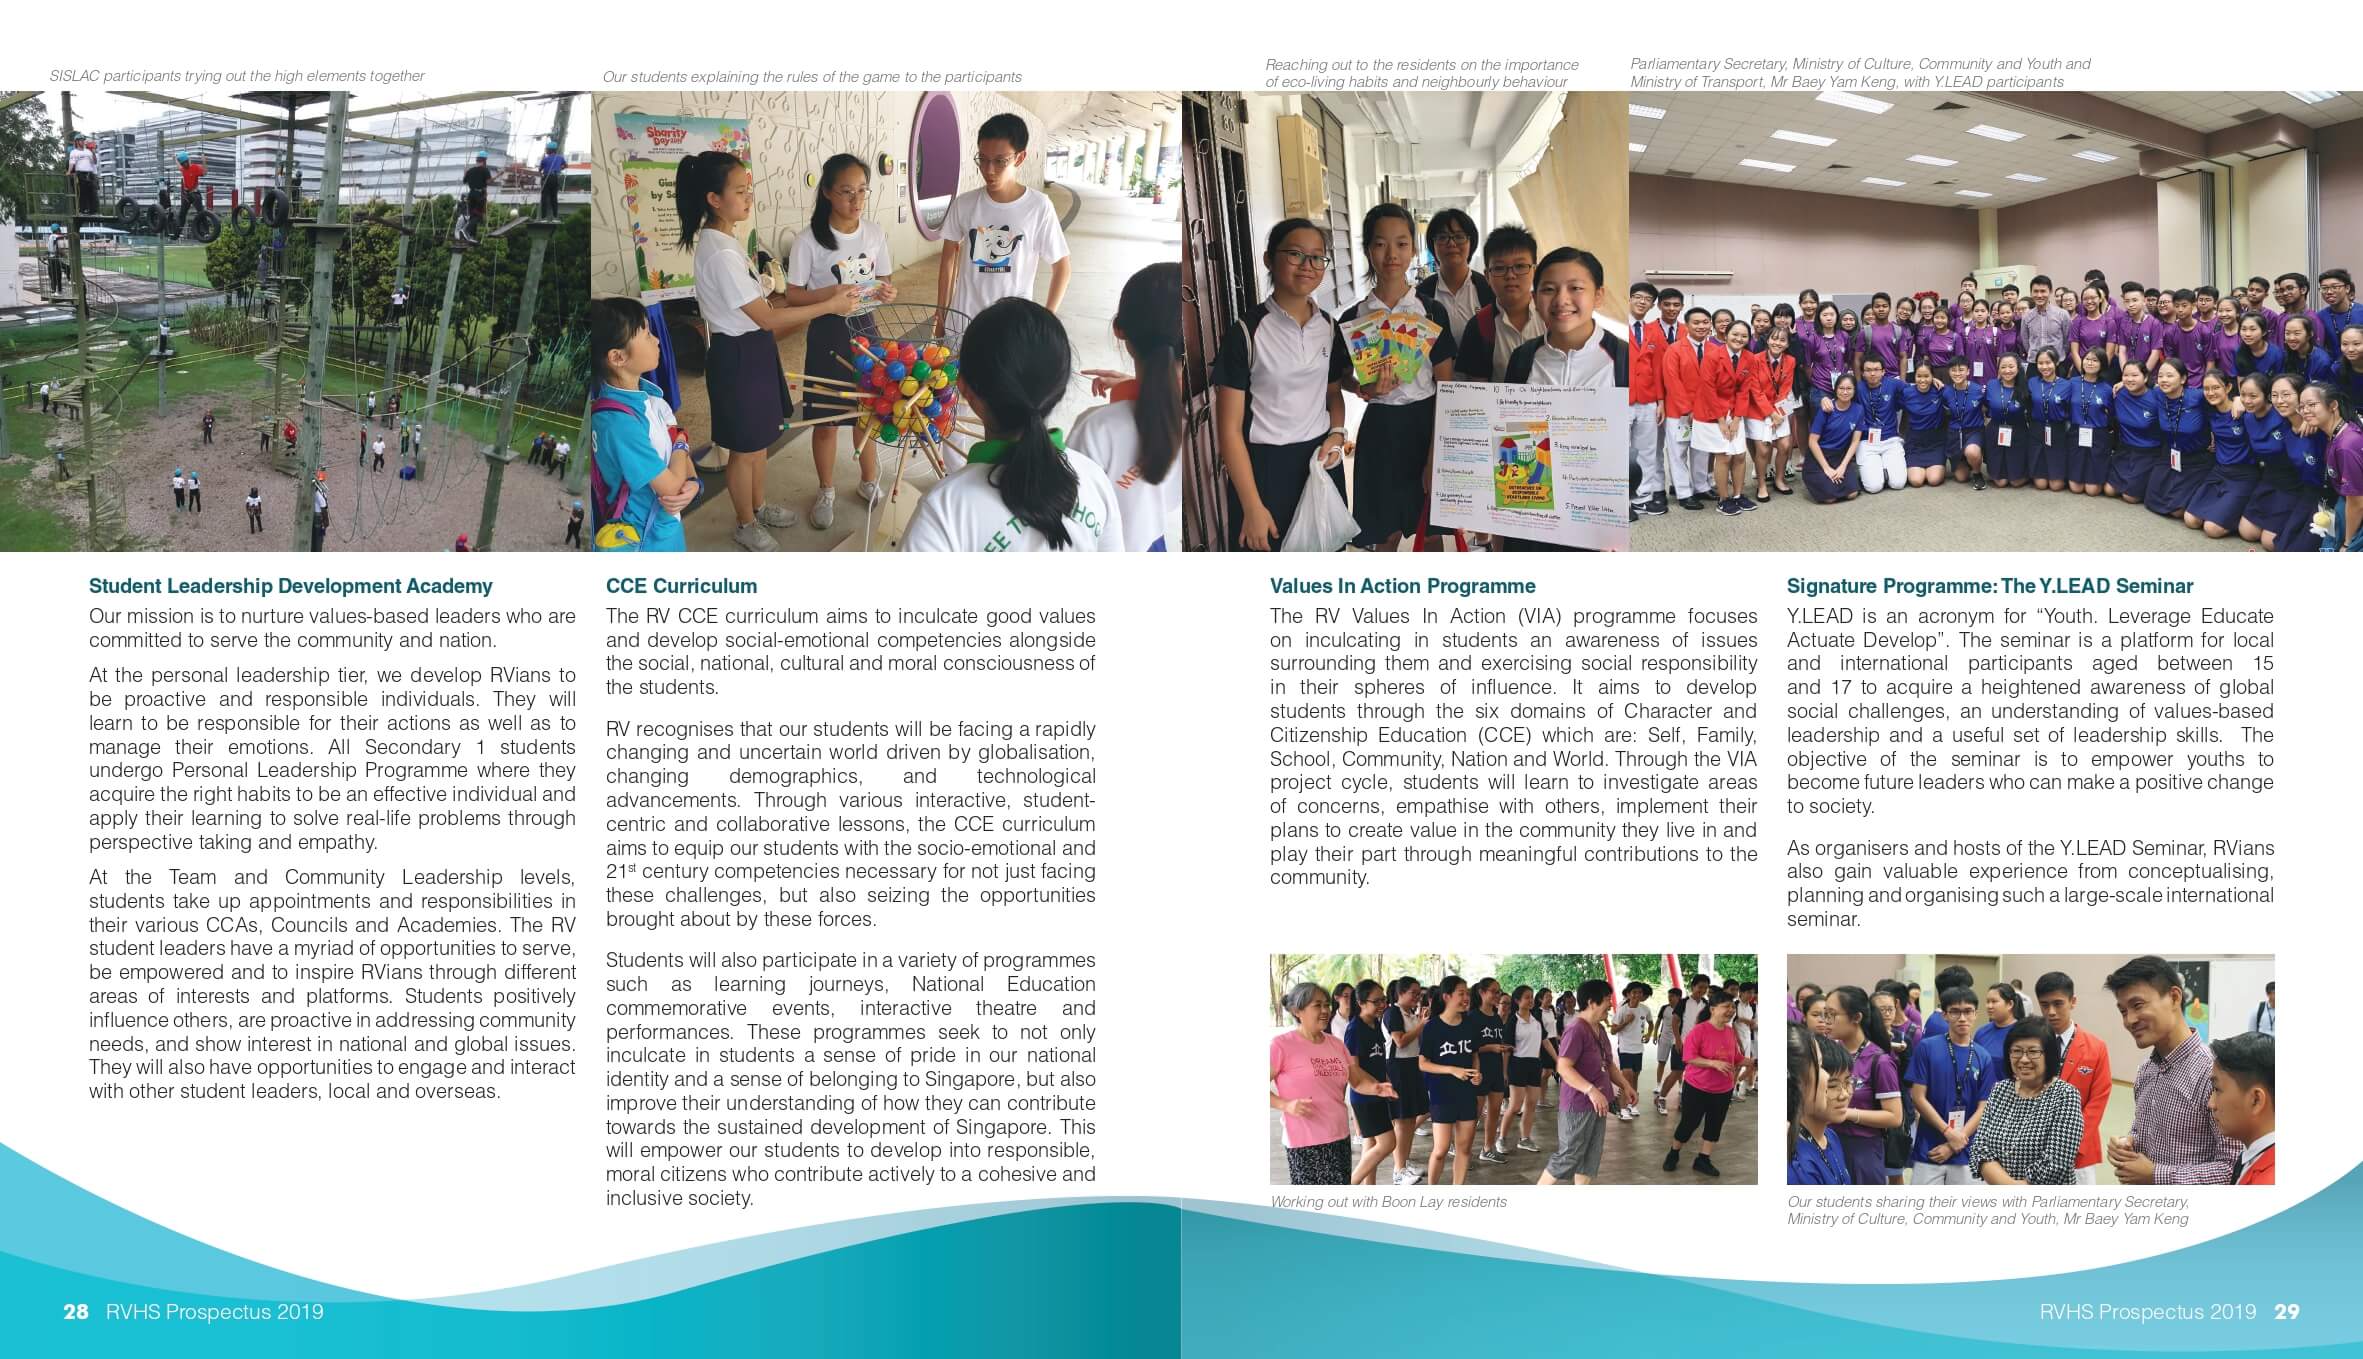 SISLAC participants trying out the high elements together
Our students explaining the rules of the game to the participants
Reaching out to the residents on the importance
of eco-living habits and neighbourly behaviour
Parliamentary Secretary, Ministry of Culture, Community and Youth and
Ministry of Transport, Mr Baey Yam Keng, with Y.LEAD participants
Sharity
Day
Student Leadership Development Academy
Our mission is to nurture values-based leaders who are
committed to serve the community and nation.
At the personal leadership tier, we develop RVians to
be proactive and responsible individuals. They will
learn to be responsible for their actions as well as to
manage their emotions. All Secondary 1 students
undergo Personal Leadership Programme where they
acquire the right habits to be an effective individual and
apply their learning to solve real-life problems through
perspective taking and empathy.
At the Team and Community Leadership levels,
students take up appointments and responsibilities in
their various CCAs, Councils and Academies. The RV
student leaders have a myriad of opportunities to serve,
be empowered and to inspire RVians through different
areas of interests and platforms. Students positively
influence others, are proactive in addressing community
needs, and show interest in national and global issues.
They will also have opportunities to engage and interact
with other student leaders, local and overseas.
CCE Curriculum
The RV CCE curriculum aims to inculcate good values
and develop social-emotional competencies alongside
the social, national, cultural and moral consciousness of
the students.
RV recognises that our students will be facing a rapidly
changing and uncertain world driven by globalisation,
changing demographics, and technological
advancements. Through various interactive, student-
centric and collaborative lessons, the CCE curriculum
aims to equip our students with the socio-emotional and
21st century competencies necessary for not just facing
these challenges, but also seizing the opportunities
brought about by these forces.
Students will also participate in a variety of programmes
such as learning journeys, National Education
commemorative events, interactive theatre and
performances. These programmes seek to not only
inculcate in students a sense of pride in our national
identity and a sense of belonging to Singapore, but also
improve their understanding of how they can contribute
towards the sustained development of Singapore. This
will empower our students to develop into responsible,
moral citizens who contribute actively to a cohesive and
inclusive society.
Values In Action Programme
The RV Values In Action (VIA) programme focuses
on inculcating in students an awareness of issues
surrounding them and exercising social responsibility
in their spheres of influence. It aims to develop
students through the six domains of Character and
Citizenship Education (CCE) which are: Self, Family,
School, Community, Nation and World. Through the VIA
project cycle, students will learn to investigate areas
of concerns, empathise with others, implement their
plans to create value in the community they live in and
play their part through meaningful contributions to the
community.
立化
立化
Working out with Boon Lay residents
Signature Programme: The Y.LEAD Seminar
Y.LEAD is an acronym for “Youth. Leverage Educate
Actuate Develop”. The seminar is a platform for local
and international participants aged between 15
and 17 to acquire a heightened awareness of global
social challenges, an understanding of values-based
leadership and a useful set of leadership skills. The
objective of the seminar is to empower youths to
become future leaders who can make a positive change
to society.
As organisers and hosts of the Y.LEAD Seminar, RVians
also gain valuable experience from conceptualising,
planning and organising such a large-scale international
seminar.
Our students sharing their views with Parliamentary Secretary,
Ministry of Culture, Community and Youth, Mr Baey Yam Keng
28 RVHS Prospectus 2019
RVHS Prospectus 2019 29